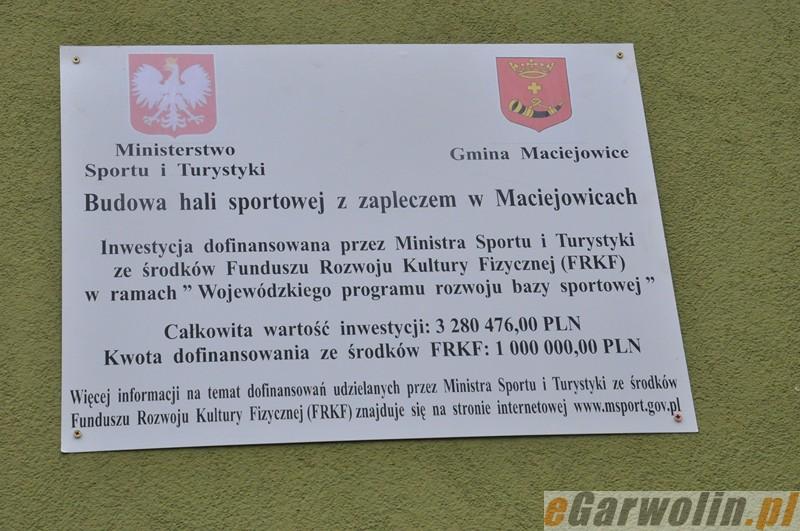 Ministerstwo
Sportu i Turystyki
Gmina Maciejowice
Budowa hali sportowej z zapleczem w Maciejowicach
Inwestycja dofinansowana przez Ministra Sportu i Turystyki
ze środków Funduszu Rozwoju Kultury Fizycznej (FRKF)
w ramach ” Wojewódzkiego programu rozwoju bazy sportowej ”
Całkowita wartość inwestycji: 3 280 476,00 PLN
Kwota dofinansowania ze środków FRKF: 1 000 000,00 PLN
Więcej informacji na temat dofinansowań udzielanych przez Ministra Sportu i Turystyki ze środków
Funduszu Rozwoju Kultury Fizycznej (FRKF) znajduje się na stronie internetowej www.msport.gov.pl
eGarwolin.pl